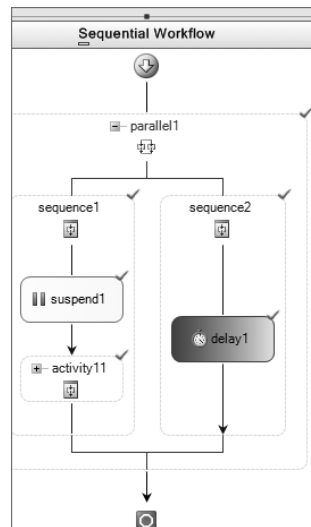 Sequential Workflow
parallel1
sequence1
sequence2
suspend1
delay1
activity11